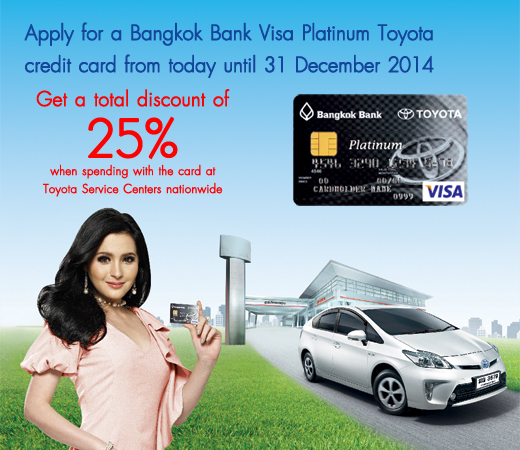 Apply for a Bangkok Bank Visa Platinum Toyota
credit card from today until 31 December 2014
Get a total discount of
25%
when spending with the card at
Toyota Service Centers nationwide
Bangkok Bank TOYOTA
Platinum
CARDHOLDER NAME
0999
VISA